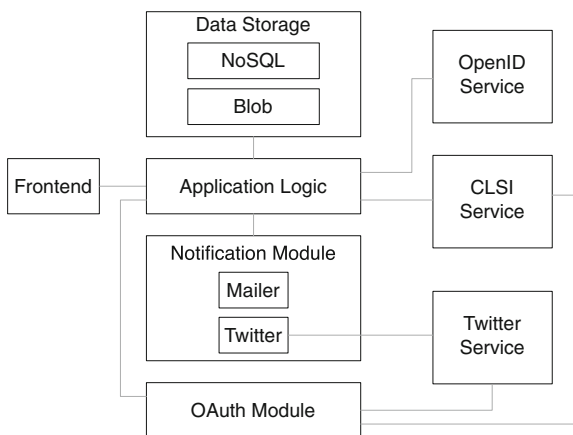 Data Storage
NoSQL
Blob
OpenID
Service
Frontend
Application Logic
CLSI
Service
Notification Module
Mailer
Twitter
Twitter
Service
OAuth Module